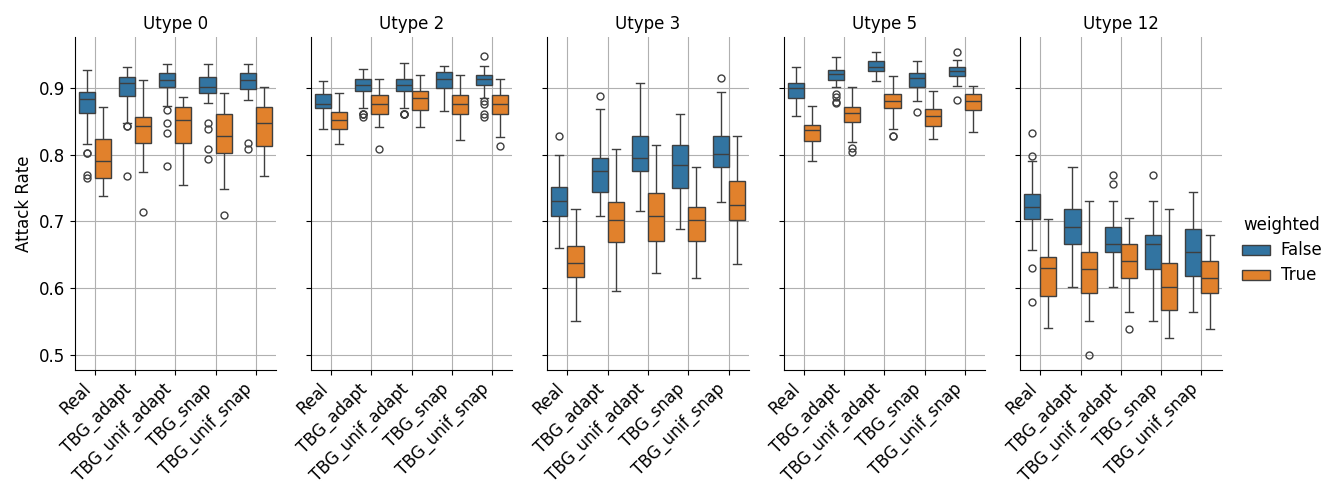 Utype 0
Utype 2
Utype 3
Utype 5
Utype 12
Attack Rate
0.9
0.8
0.7
0.6
0.5
Real
TBG_adapt
TBG_unif_adapt
TBG_snap
TBG_unif_snap
Real
TBG_adapt
TBG_unif_adapt
TBG_snap
TBG_unif_snap
Real
TBG_adapt
TBG_unif_adapt
TBG_snap
TBG_unif_snap
Real
TBG_adapt
TBG_unif_adapt
TBG_snap
TBG_unif_snap
Real
TBG_adapt
TBG_unif_adapt
TBG_snap
TBG_unif_snap
weighted
False
True